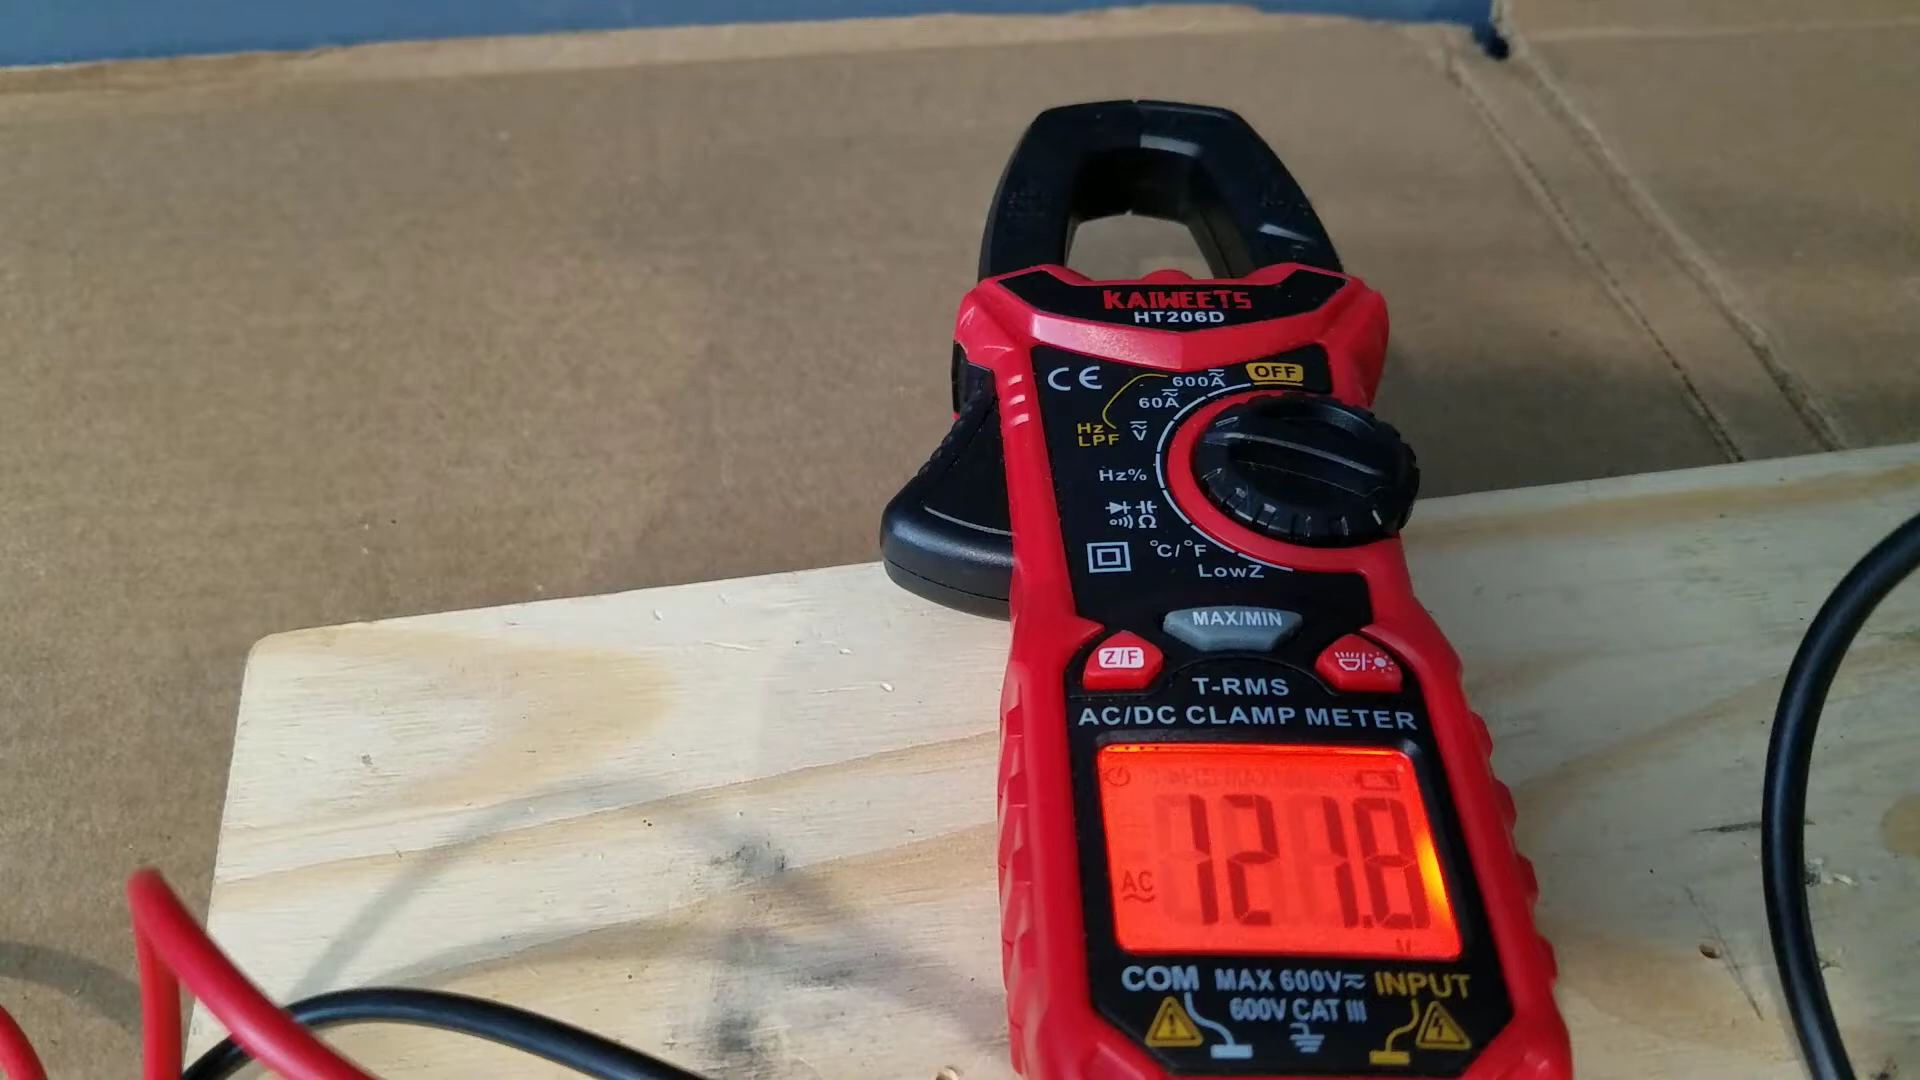 KAIWEETS
HT206D
CE
600A
OFF
60A
Hz
LPF
V
Hz%
Ω
°C/°F
LowZ
MAX/MIN
Z/F
T-RMS
AC/DC CLAMP METER
AC
121.8
V
COM MAX 600V INPUT
600V CAT III